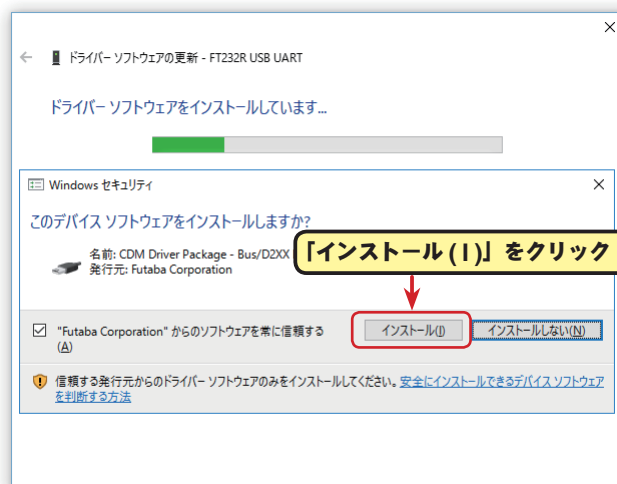 ドライバー ソフトウェアの更新 - FT232R USB UART
ドライバー ソフトウェアをインストールしています...
Windows セキュリティ
このデバイス ソフトウェアをインストールしますか?
名前: CDM Driver Package - Bus/D2XX
発行元: Futaba Corporation
「インストール(I)」をクリック
"Futaba Corporation" からのソフトウェアを常に信頼する
(A)
インストール(I)
インストールしない(N)
信頼する発行元からのドライバー ソフトウェアのみをインストールしてください。安全にインストールできるデバイス ソフトウェア
を判断する方法